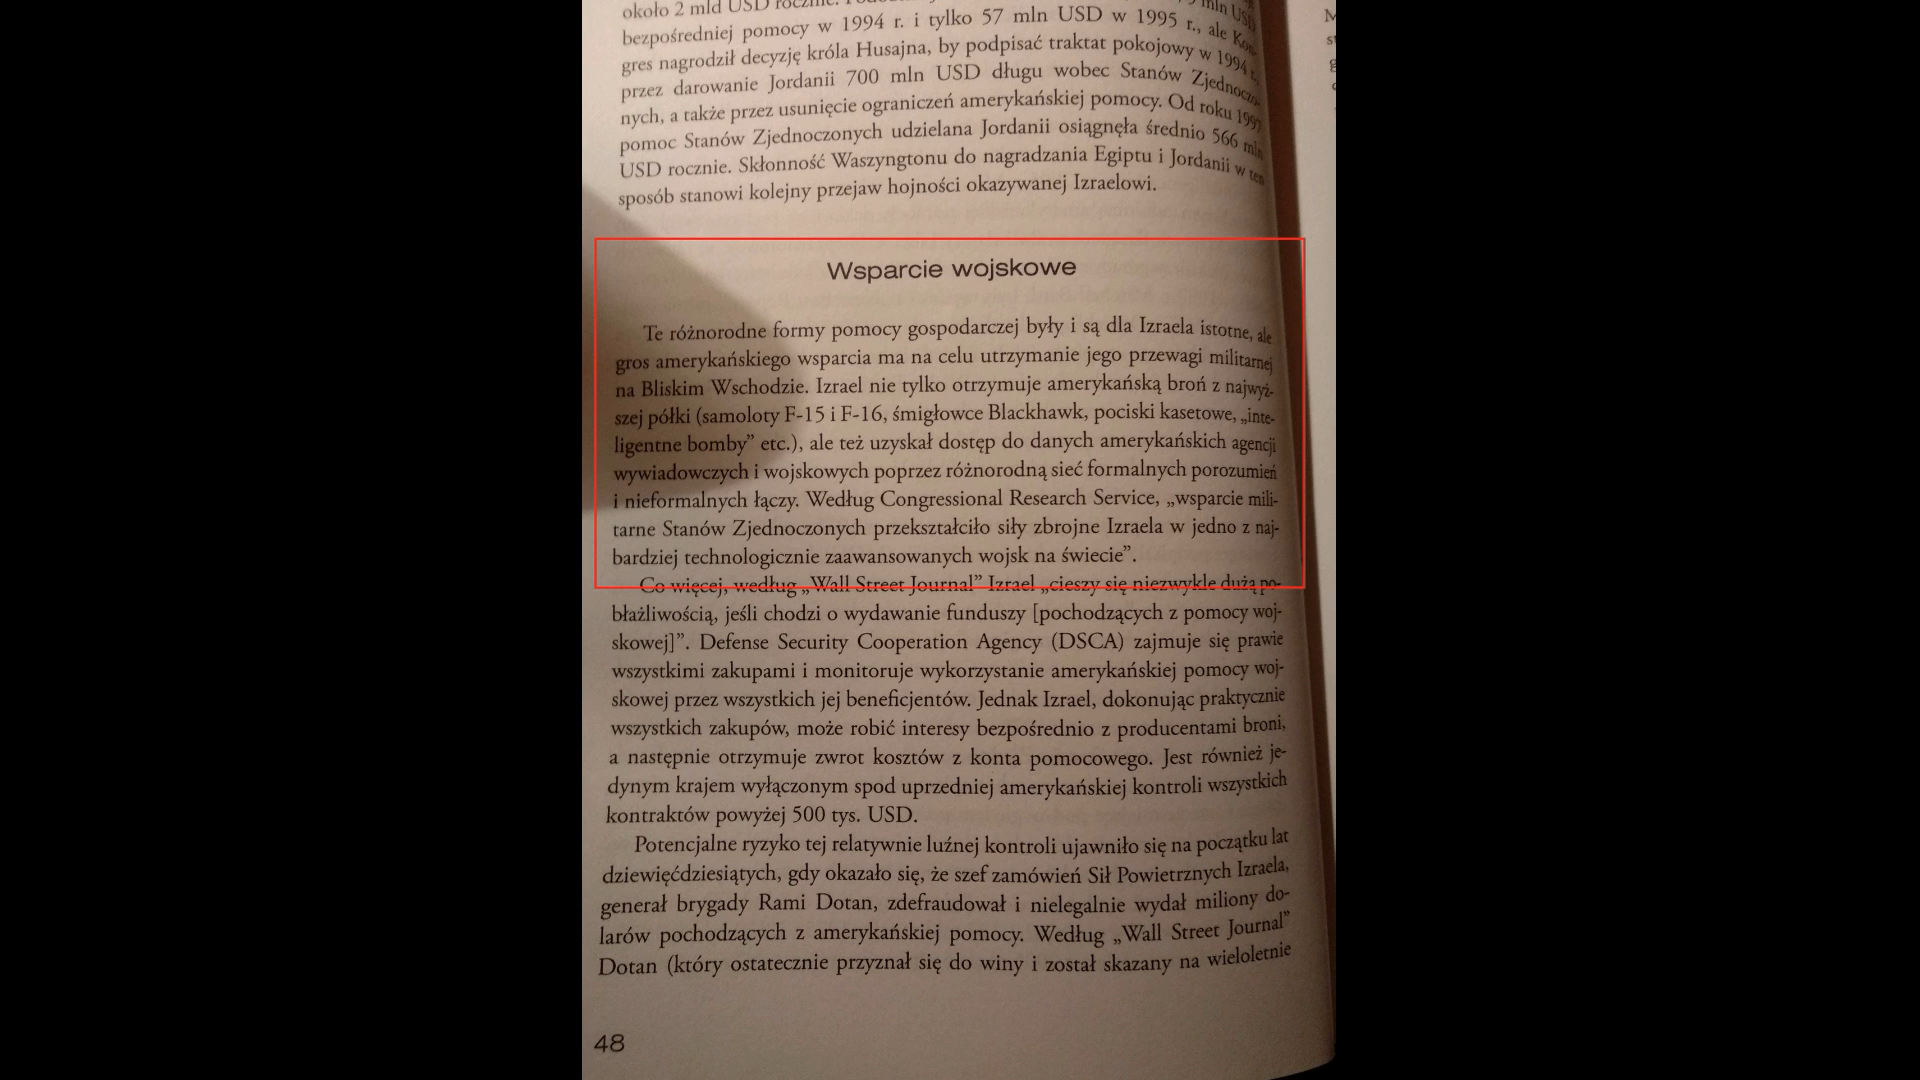 około 2 mld USD rocznie.
mln USD
bezpośredniej pomocy w 1994 r. i tylko 57 mln USD w 1995 r., ale Kon-
gres nagrodził decyzję króla Husajna, by podpisać traktat pokojowy w 1994 r.,
przez darowanie Jordanii 700 mln USD długu wobec Stanów Zjednoczo-
nych, a także przez usunięcie ograniczeń amerykańskiej pomocy. Od roku 1997
pomoc Stanów Zjednoczonych udzielana Jordanii osiągnęła średnio 566 mln
USD rocznie. Skłonność Waszyngtonu do nagradzania Egiptu i Jordanii w ten
sposób stanowi kolejny przejaw hojności okazywanej Izraelowi.
Wsparcie wojskowe
Te różnorodne formy pomocy gospodarczej były i są dla Izraela istotne, ale
gros amerykańskiego wsparcia ma na celu utrzymanie jego przewagi militarnej
na Bliskim Wschodzie. Izrael nie tylko otrzymuje amerykańską broń z najwyż-
szej półki (samoloty F-15 i F-16, śmigłowce Blackhawk, pociski kasetowe, „inte-
ligentne bomby” etc.), ale też uzyskał dostęp do danych amerykańskich agencji
wywiadowczych i wojskowych poprzez różnorodną sieć formalnych porozumień
i nieformalnych łączy. Według Congressional Research Service, „wsparcie mili-
tarne Stanów Zjednoczonych przekształciło siły zbrojne Izraela w jedno z naj-
bardziej technologicznie zaawansowanych wojsk na świecie”.
Co więcej, według „Wall Street Journal” Izrael „cieszy się niezwykle dużą po-
błażliwością, jeśli chodzi o wydawanie funduszy [pochodzących z pomocy woj-
skowej]”. Defense Security Cooperation Agency (DSCA) zajmuje się prawie
wszystkimi zakupami i monitoruje wykorzystanie amerykańskiej pomocy woj-
skowej przez wszystkich jej beneficjentów. Jednak Izrael, dokonując praktycznie
wszystkich zakupów, może robić interesy bezpośrednio z producentami broni,
a następnie otrzymuje zwrot kosztów z konta pomocowego. Jest również je-
dynym krajem wyłączonym spod uprzedniej amerykańskiej kontroli wszystkich
kontraktów powyżej 500 tys. USD.
Potencjalne ryzyko tej relatywnie luźnej kontroli ujawniło się na początku lat
dziewięćdziesiątych, gdy okazało się, że szef zamówień Sił Powietrznych Izraela,
generał brygady Rami Dotan, zdefraudował i nielegalnie wydał miliony do-
larów pochodzących z amerykańskiej pomocy. Według „Wall Street Journal”
Dotan (który ostatecznie przyznał się do winy i został skazany na wieloletnie
48